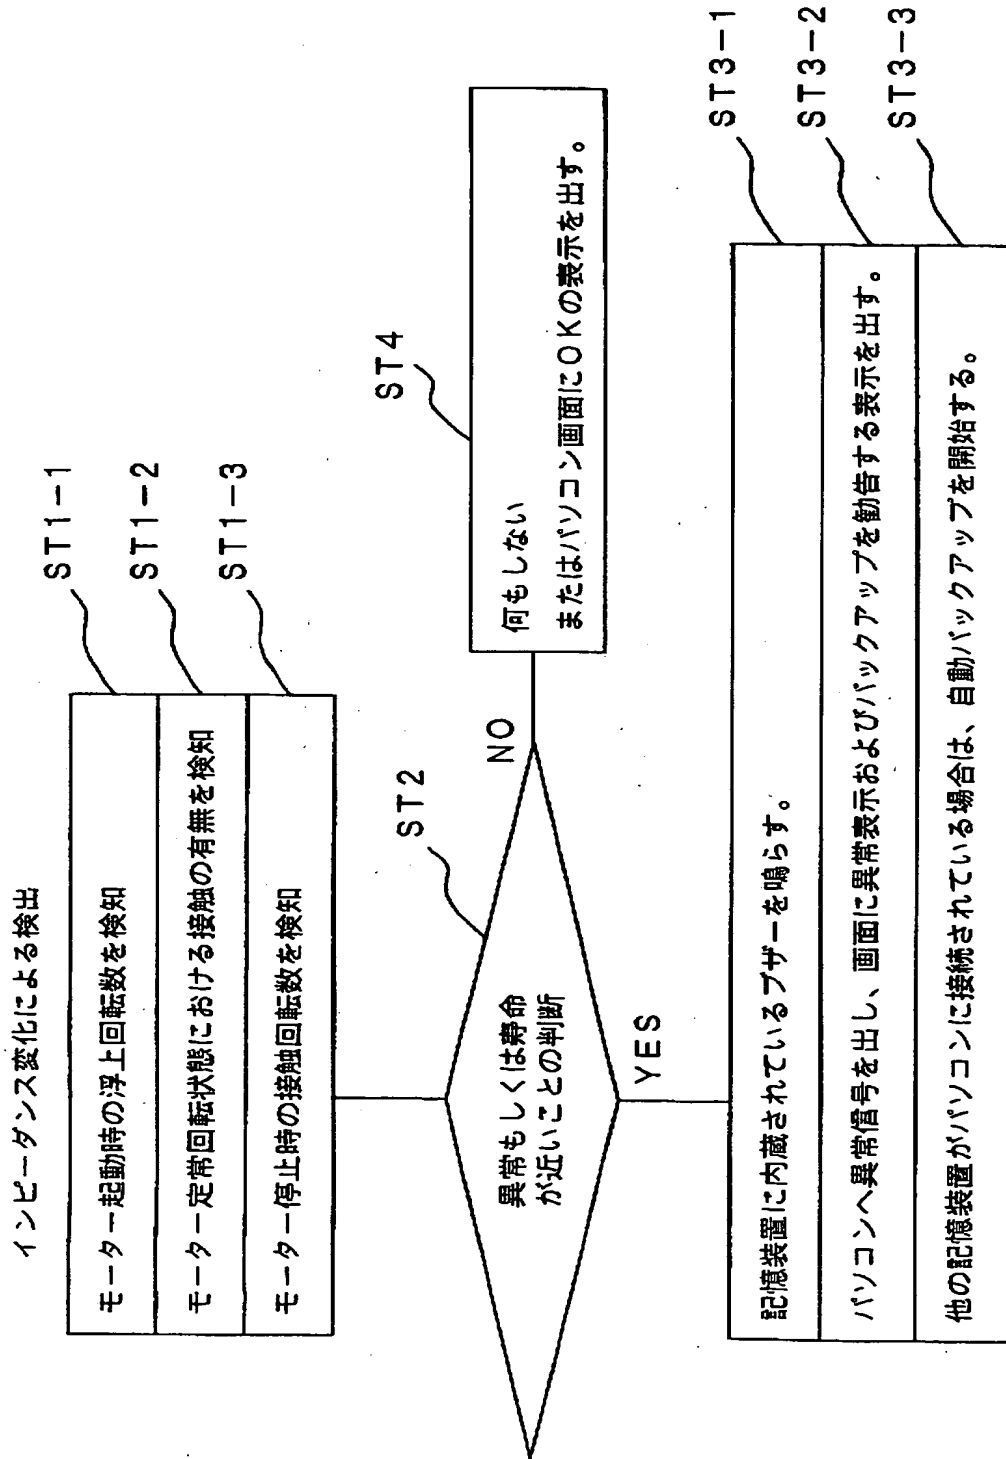 インピーダンス変化による検出
モーター起動時の浮上回転数を検知
ST1-1
モーター定常回転状態における接触の有無を検知
ST1-2
モーター停止時の接触回転数を検知
ST1-3
ST2
異常もしくは寿命
が近いことの判断
NO
ST4
何もしない
またはパソコン画面にOKの表示を出す。
YES
記憶装置に内蔵されているブザーを鳴らす。
ST3-1
パソコンへ異常信号を出し、画面に異常表示およびバックアップを勧告する表示を出す。
ST3-2
他の記憶装置がパソコンに接続されている場合は、自動バックアップを開始する。
ST3-3